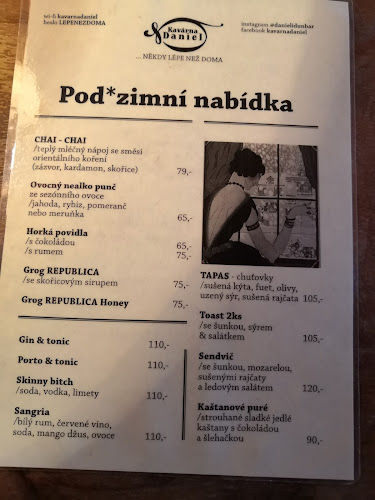 wi-fi kavarnadaniel
heslo LEPENEZDOMA
Kavárna
Daniel
... NĚKDY LÉPE NEŽ DOMA
instagram @danielidunbar
facebook kavarnadaniel
Pod*zimní nabídka
CHAI - CHAI
/teplý mléčný nápoj se směsí
orientálního koření
(zázvor, kardamon, skořice) 79,-
Ovocný nealko punč
ze sezónního ovoce
/jahoda, rybíz, pomeranč
nebo meruňka 65,-
Horká povidla
/s čokoládou 65,-
/s rumem 75,-
Grog REPUBLICA
/se skořicovým sirupem 75,-
Grog REPUBLICA Honey 75,-
Gin & tonic 110,-
Porto & tonic 110,-
Skinny bitch
/soda, vodka, limety 110,-
Sangria
/bílý rum, červené víno,
soda, mango džus, ovoce 110,-
TAPAS - chuťovky
/sušená kýta, fuet, olivy,
uzený sýr, sušená rajčata 105,-
Toast 2ks
/se šunkou, sýrem
& salátkem 105,-
Sendvič
/se šunkou, mozarelou,
sušenými rajčaty
a ledovým salátem 120,-
Kaštanové puré
/strouhané sladké jedlé
kaštany s čokoládou
a šlehačkou 90,-